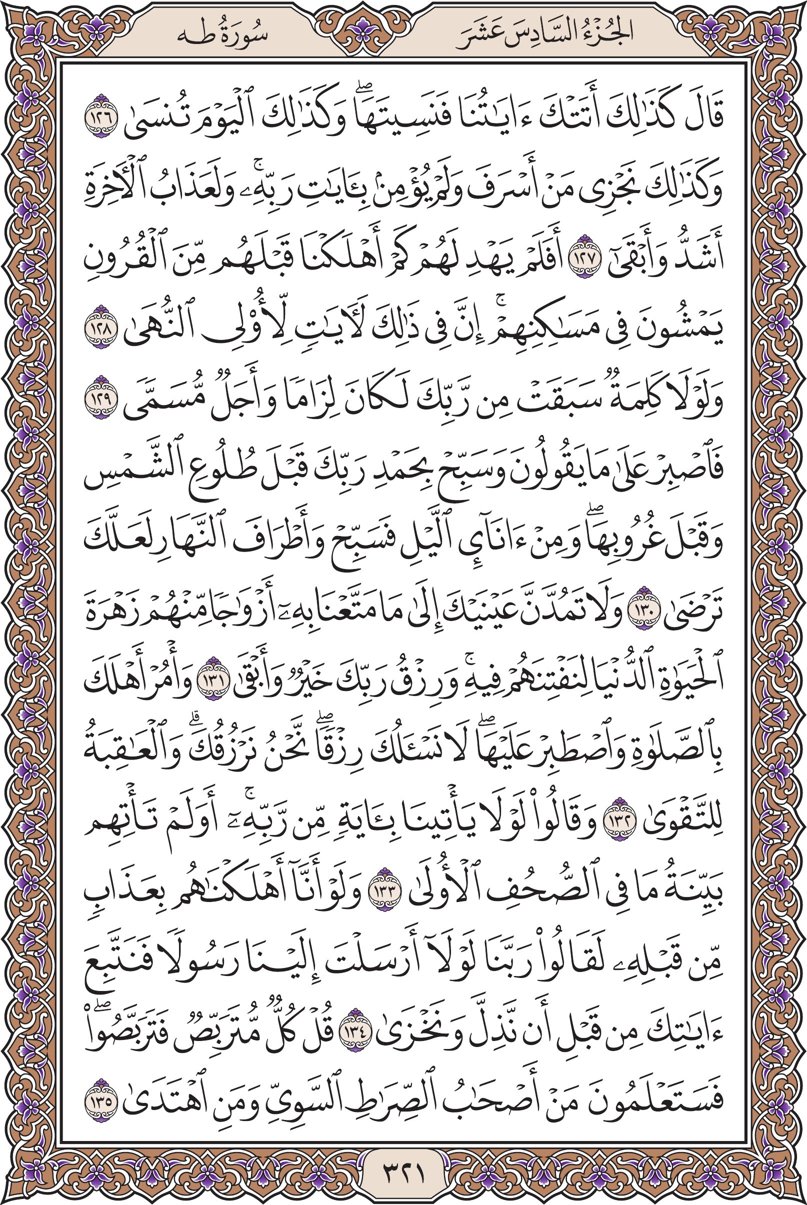 الجُزْءُ السَّادِسَ عَشَرَ
سُورَةُ طه
قَالَ كَذَٰلِكَ أَتَتْكَ ءَايَٰتُنَا فَنَسِيتَهَاۖ وَكَذَٰلِكَ ٱلْيَوْمَ تُنسَىٰ ١٢٦
وَكَذَٰلِكَ نَجْزِى مَنْ أَسْرَفَ وَلَمْ يُؤْمِنۢ بِـَٔايَٰتِ رَبِّهِۦۚ وَلَعَذَابُ ٱلْءَاخِرَةِ
أَشَدُّ وَأَبْقَىٰٓ ١٢٧ أَفَلَمْ يَهْدِ لَهُمْ كَمْ أَهْلَكْنَا قَبْلَهُم مِّنَ ٱلْقُرُونِ
يَمْشُونَ فِى مَسَٰكِنِهِمْۚ إِنَّ فِى ذَٰلِكَ لَءَايَٰتٍ لِّأُو۟لِى ٱلنُّهَىٰ ١٢٨
وَلَوْلَا كَلِمَةٌ سَبَقَتْ مِن رَّبِّكَ لَكَانَ لِزَامًا وَأَجَلٌ مُّسَمًّى ١٢٩
فَٱصْبِرْ عَلَىٰ مَا يَقُولُونَ وَسَبِّحْ بِحَمْدِ رَبِّكَ قَبْلَ طُلُوعِ ٱلشَّمْسِ
وَقَبْلَ غُرُوبِهَاۖ وَمِنْ ءَانَآئِ ٱلَّيْلِ فَسَبِّحْ وَأَطْرَافَ ٱلنَّهَارِ لَعَلَّكَ
تَرْضَىٰ ١٣٠ وَلَا تَمُدَّنَّ عَيْنَيْكَ إِلَىٰ مَا مَتَّعْنَا بِهِۦٓ أَزْوَٰجًا مِّنْهُمْ زَهْرَةَ
ٱلْحَيَوٰةِ ٱلدُّنْيَا لِنَفْتِنَهُمْ فِيهِۚ وَرِزْقُ رَبِّكَ خَيْرٌ وَأَبْقَىٰ ١٣١ وَأْمُرْ أَهْلَكَ
بِٱلصَّلَوٰةِ وَٱصْطَبِرْ عَلَيْهَاۖ لَا نَسْـَٔلُكَ رِزْقًاۖ نَّحْنُ نَرْزُقُكَۗ وَٱلْعَٰقِبَةُ
لِلتَّقْوَىٰ ١٣٢ وَقَالُوا۟ لَوْلَا يَأْتِينَا بِـَٔايَةٍ مِّن رَّبِّهِۦٓۚ أَوَلَمْ تَأْتِهِم
بَيِّنَةُ مَا فِى ٱلصُّحُفِ ٱلْأُولَىٰ ١٣٣ وَلَوْ أَنَّآ أَهْلَكْنَٰهُم بِعَذَابٍ
مِّن قَبْلِهِۦ لَقَالُوا۟ رَبَّنَا لَوْلَآ أَرْسَلْتَ إِلَيْنَا رَسُولًا فَنَتَّبِعَ
ءَايَٰتِكَ مِن قَبْلِ أَن نَّذِلَّ وَنَخْزَىٰ ١٣٤ قُلْ كُلٌّ مُّتَرَبِّصٌ فَتَرَبَّصُوا۟ۖ
فَسَتَعْلَمُونَ مَنْ أَصْحَٰبُ ٱلصِّرَٰطِ ٱلسَّوِىِّ وَمَنِ ٱهْتَدَىٰ ١٣٥
٣٢١